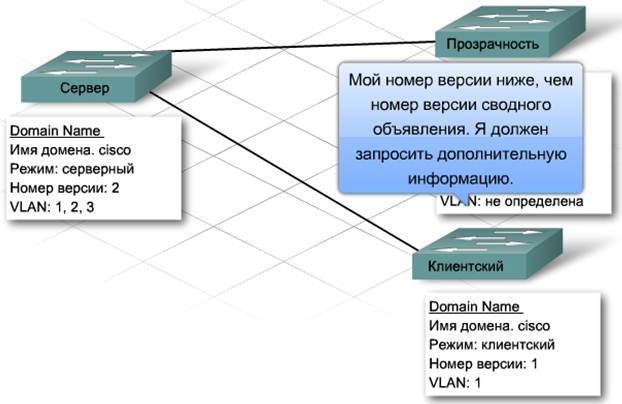 Прозрачность
Сервер
Мой номер версии ниже, чем
номер версии сводного
объявления. Я должен
запросить дополнительную
информацию.
Domain Name
Имя домена. cisco
Режим: серверный
Номер версии: 2
VLAN: 1, 2, 3
VLAN: не определена
Клиентский
Domain Name
Имя домена. cisco
Режим: клиентский
Номер версии: 1
VLAN: 1